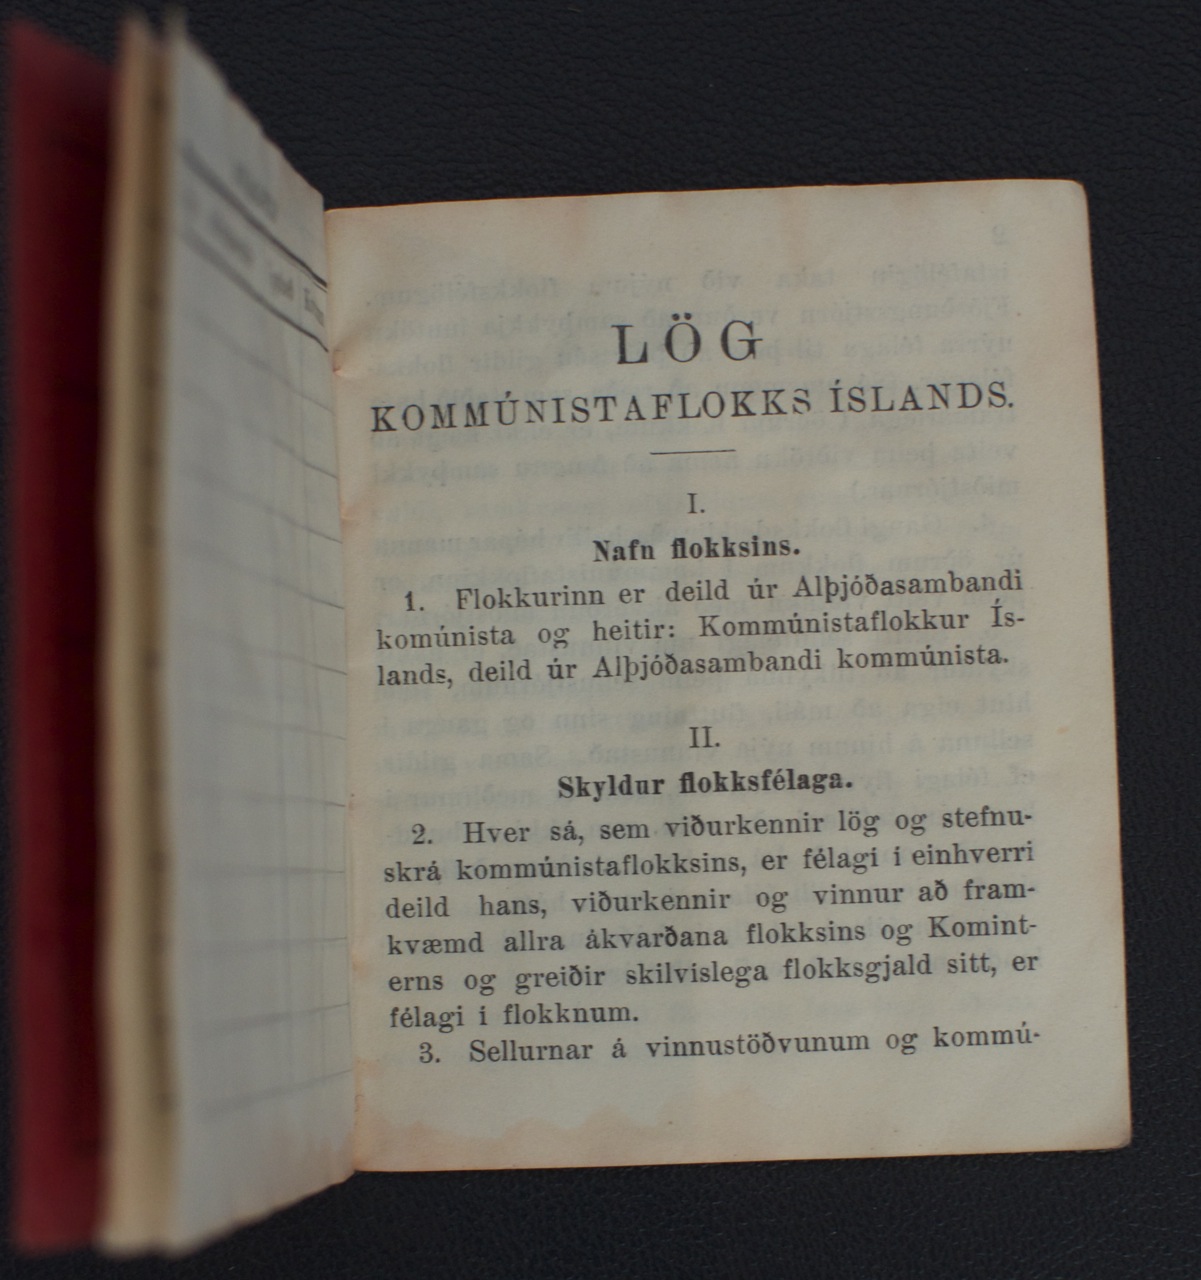 LÖG
KOMMÚNISTAFLOKKS ÍSLANDS.
I.
Nafn flokksins.
1. Flokkurinn er deild úr Alþjóðasambandi
komúnista og heitir: Kommúnistaflokkur Ís-
lands, deild úr Alþjóðasambandi kommúnista.
II.
Skyldur flokksfélaga.
2. Hver sá, sem viðurkennir lög og stefnu-
skrá kommúnistaflokksins, er félagi í einhverri
deild hans, viðurkennir og vinnur að fram-
kvæmd allra ákvarðana flokksins og Komint-
erns og greiðir skilvíslega flokksgjald sitt, er
félagi í flokknum.
3. Sellurnar á vinnustöðvunum og kommú-